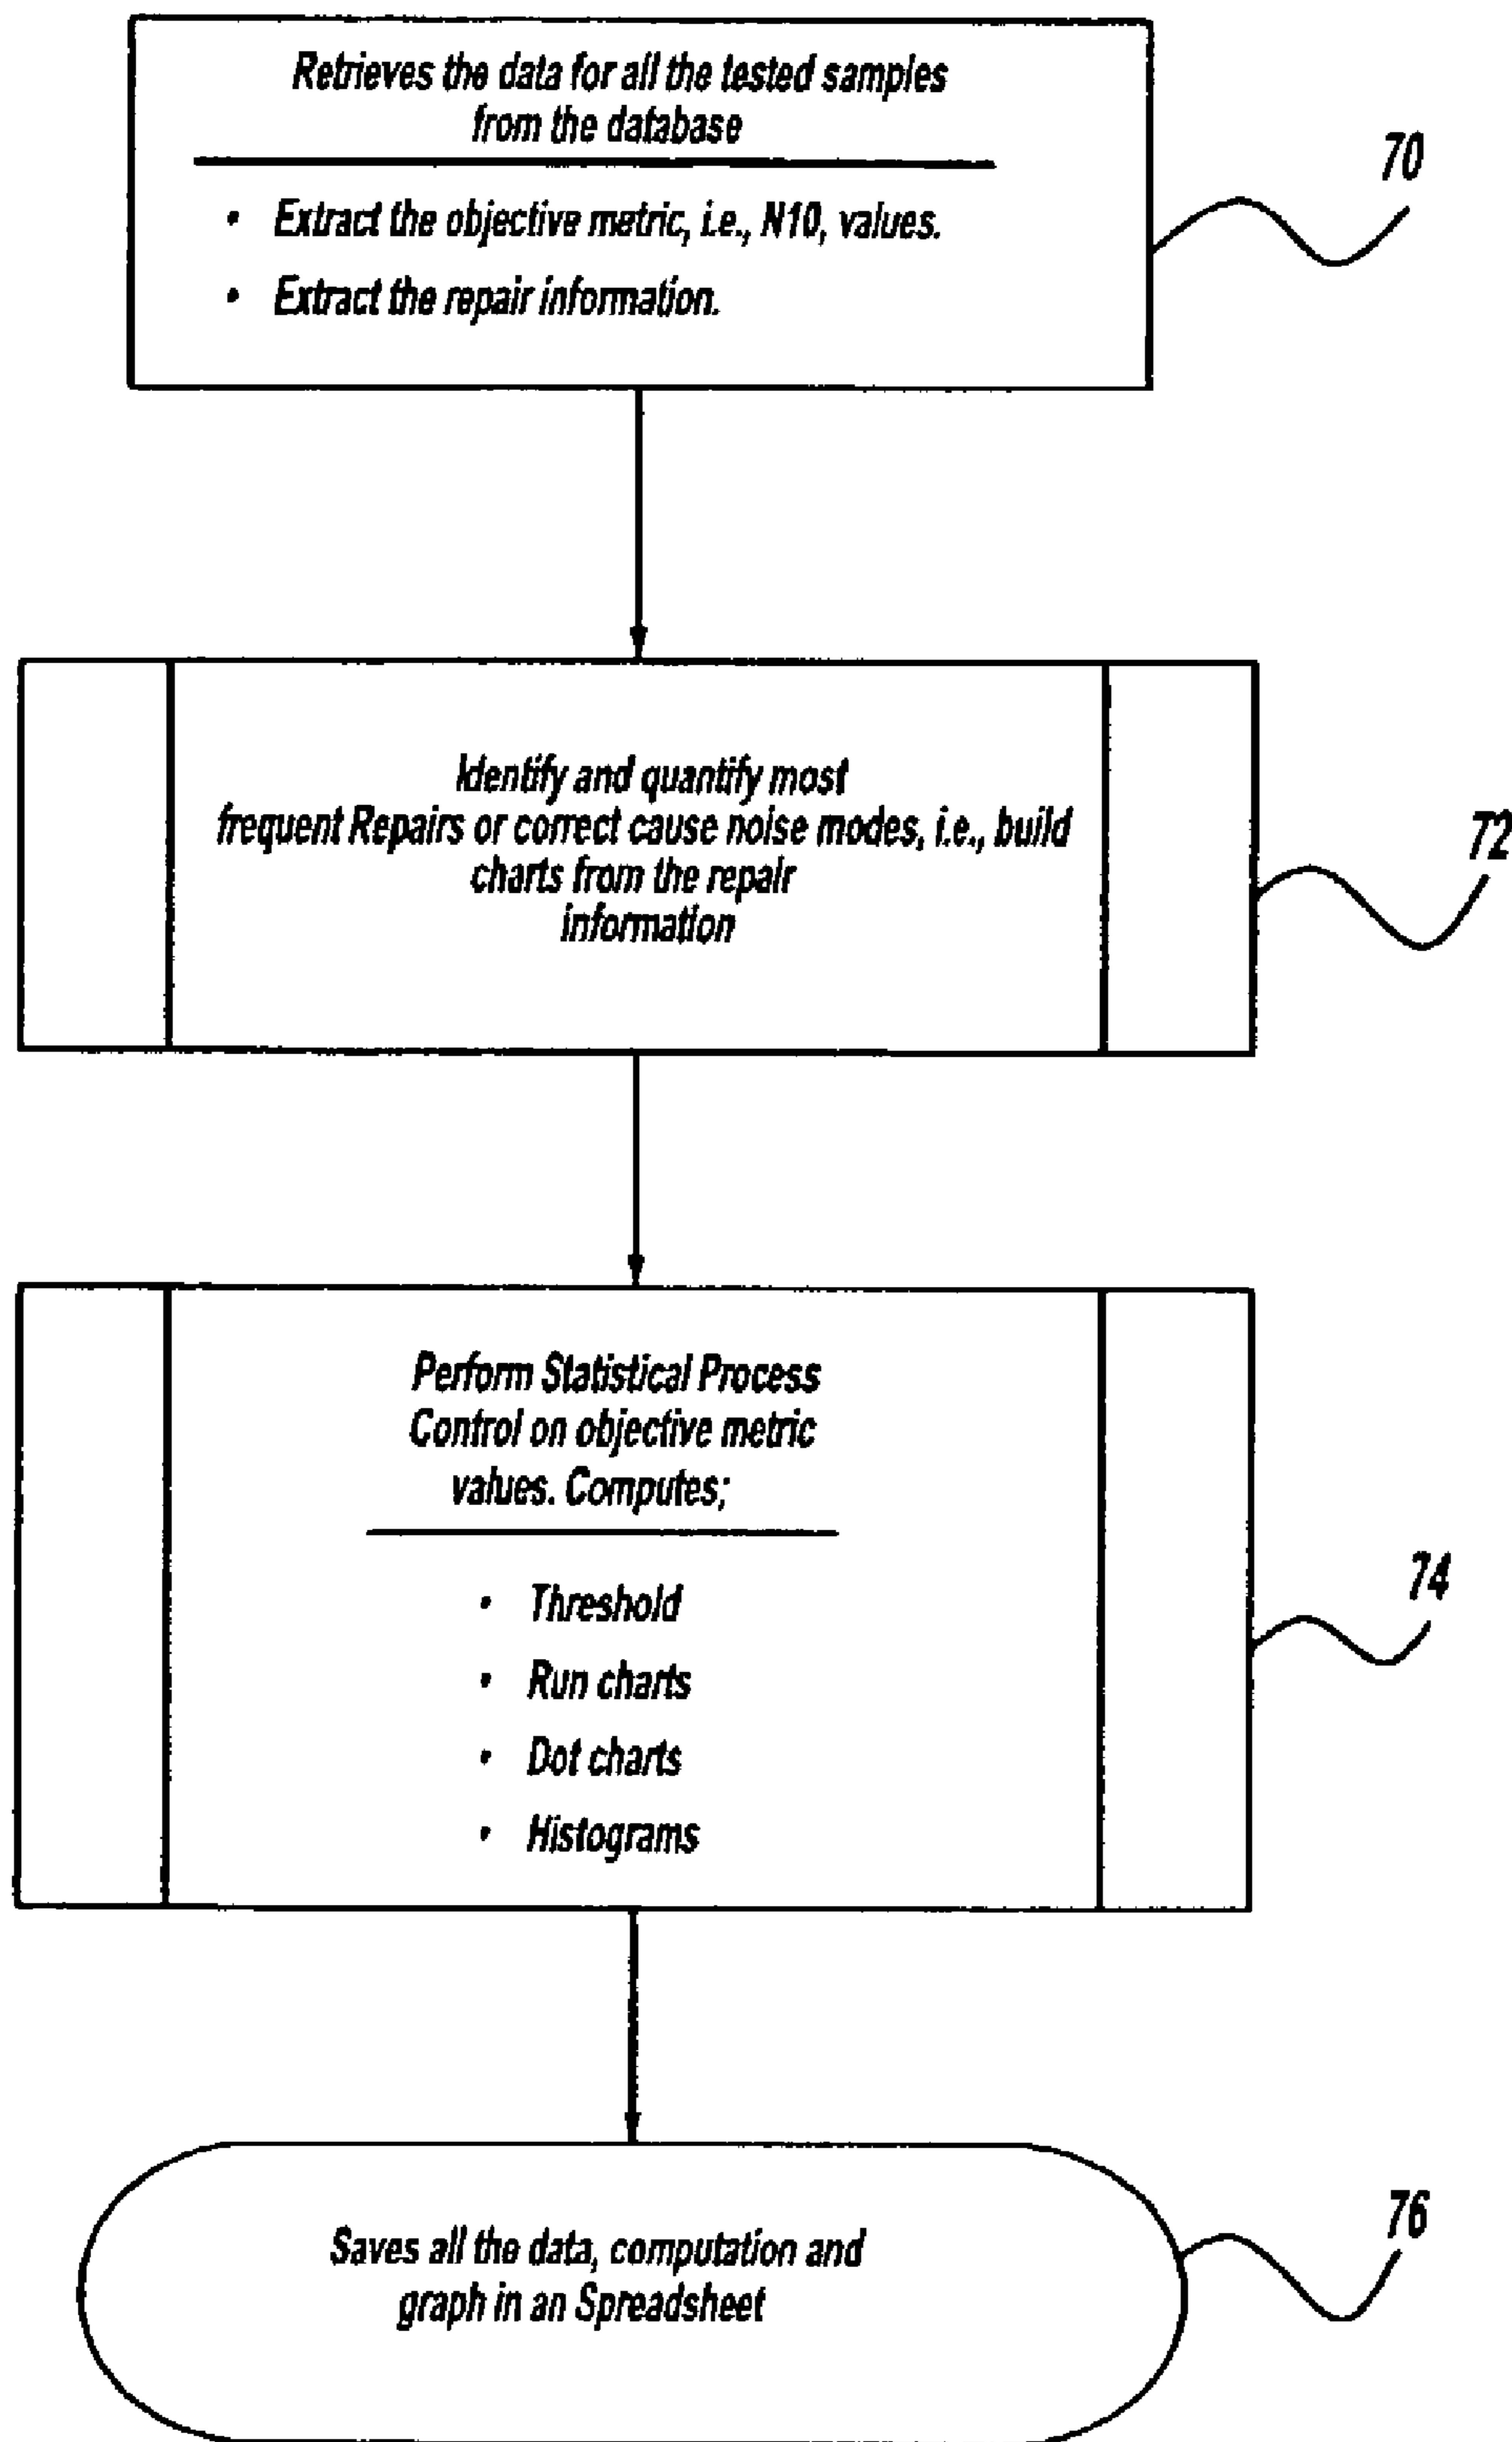 Retrieves the data for all the tested samples
from the database
• Extract the objective metric, i.e., N10, values.
• Extract the repair information.
70
Identify and quantify most
frequent Repairs or correct cause noise modes, i.e., build
charts from the repair
information
72
Perform Statistical Process
Control on objective metric
values. Computes;
• Threshold
• Run charts
• Dot charts
• Histograms
74
Saves all the data, computation and
graph in an Spreadsheet
76